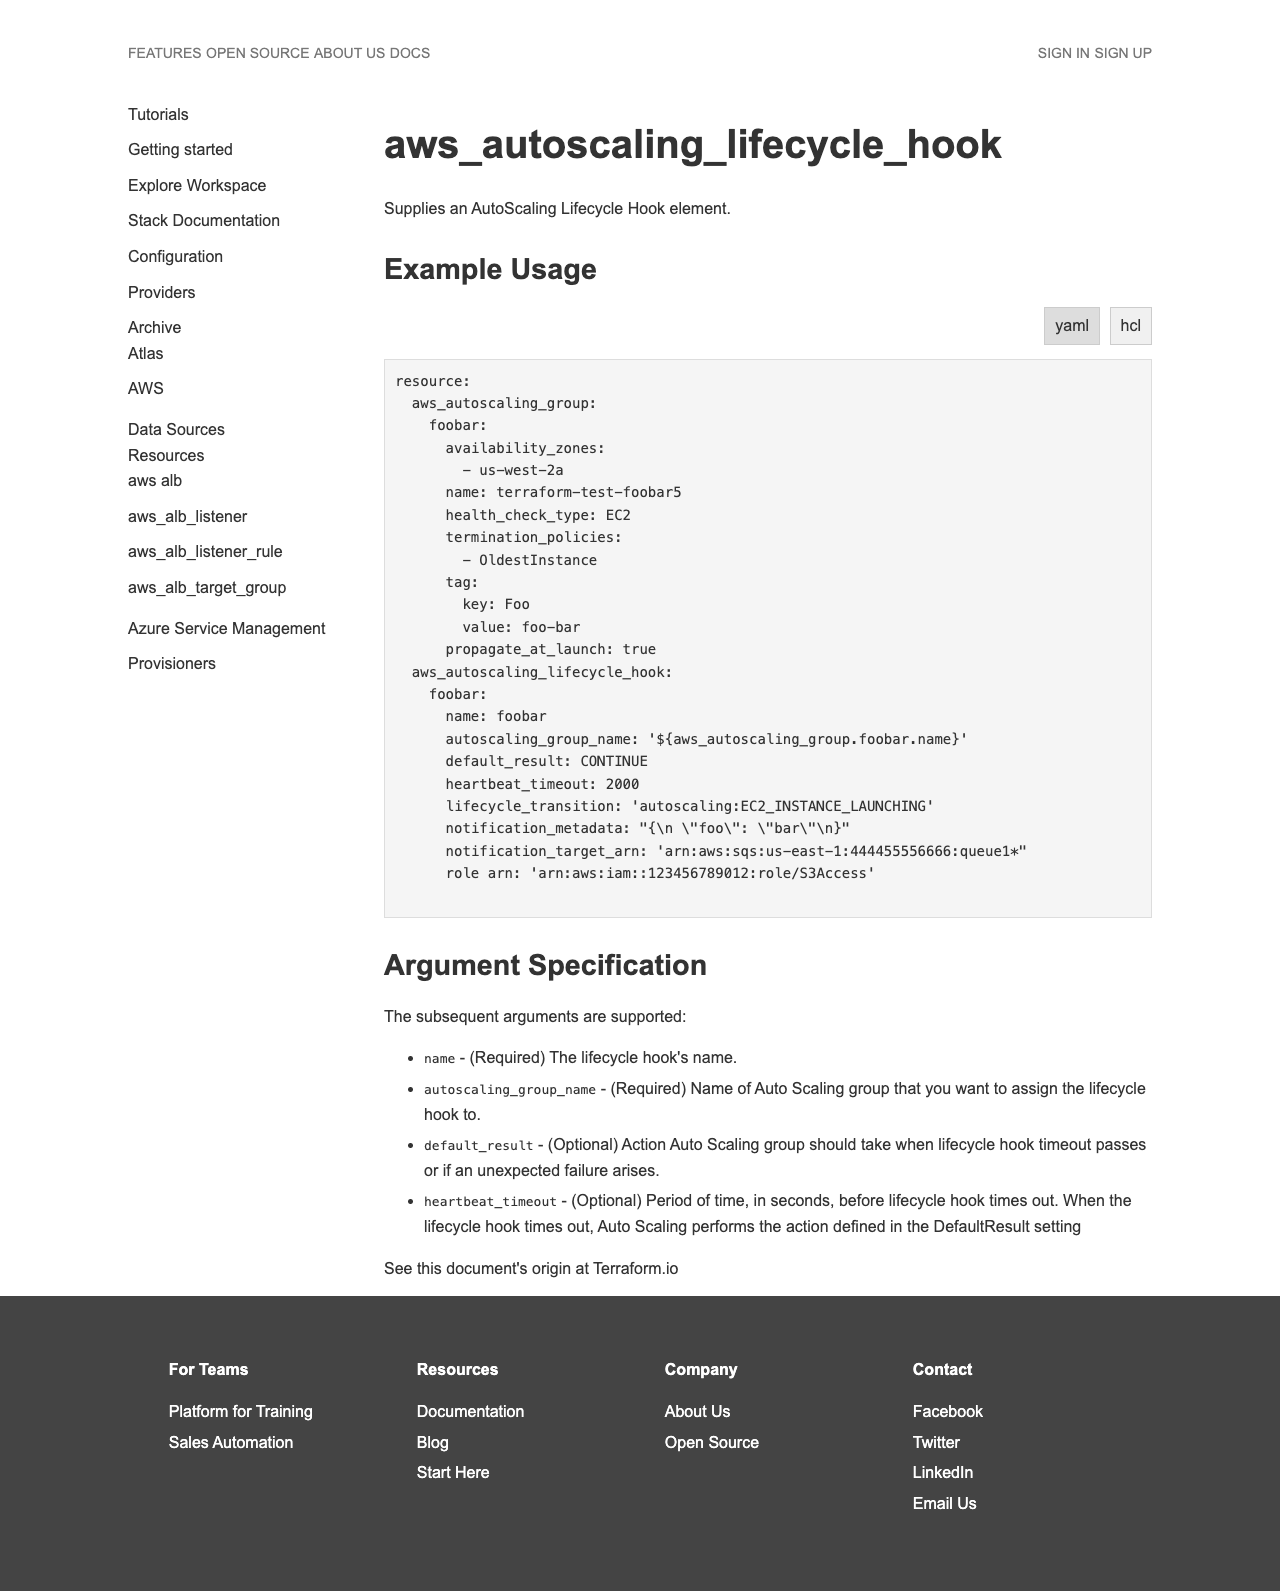 FEATURES OPEN SOURCE ABOUT US DOCS
SIGN IN SIGN UP
Tutorials
Getting started
Explore Workspace
Stack Documentation
Configuration
Providers
Archive
Atlas
AWS
Data Sources
Resources
aws alb
aws_alb_listener
aws_alb_listener_rule
aws_alb_target_group
Azure Service Management
Provisioners
aws_autoscaling_lifecycle_hook
Supplies an AutoScaling Lifecycle Hook element.
Example Usage
yaml hcl
resource:
  aws_autoscaling_group:
    foobar:
      availability_zones:
        - us-west-2a
      name: terraform-test-foobar5
      health_check_type: EC2
      termination_policies:
        - OldestInstance
      tag:
        key: Foo
        value: foo-bar
      propagate_at_launch: true
  aws_autoscaling_lifecycle_hook:
    foobar:
      name: foobar
      autoscaling_group_name: '${aws_autoscaling_group.foobar.name}'
      default_result: CONTINUE
      heartbeat_timeout: 2000
      lifecycle_transition: 'autoscaling:EC2_INSTANCE_LAUNCHING'
      notification_metadata: "{\n \"foo\": \"bar\"\n}"
      notification_target_arn: 'arn:aws:sqs:us-east-1:444455556666:queue1*"
      role arn: 'arn:aws:iam::123456789012:role/S3Access'
Argument Specification
The subsequent arguments are supported:
• name - (Required) The lifecycle hook's name.
• autoscaling_group_name - (Required) Name of Auto Scaling group that you want to assign the lifecycle
hook to.
• default_result - (Optional) Action Auto Scaling group should take when lifecycle hook timeout passes
or if an unexpected failure arises.
• heartbeat_timeout - (Optional) Period of time, in seconds, before lifecycle hook times out. When the
lifecycle hook times out, Auto Scaling performs the action defined in the DefaultResult setting
See this document's origin at Terraform.io
For Teams
Platform for Training
Sales Automation
Resources
Documentation
Blog
Start Here
Company
About Us
Open Source
Contact
Facebook
Twitter
LinkedIn
Email Us